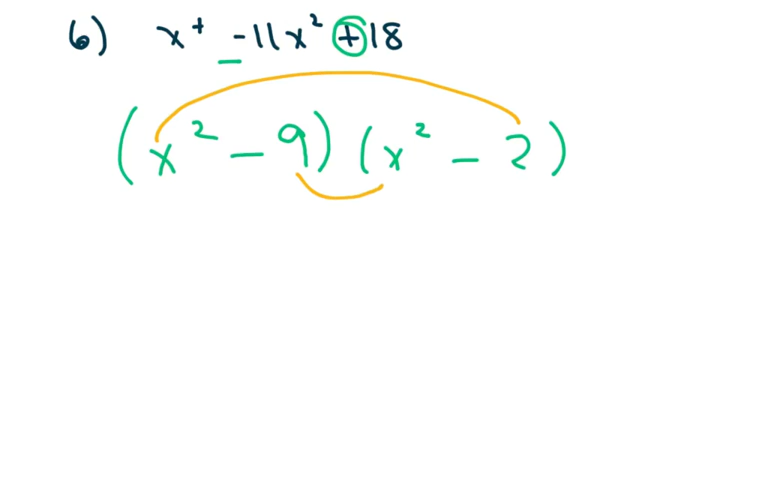 6) x⁴ -11x² +18
(x² - 9)(x² - 2)